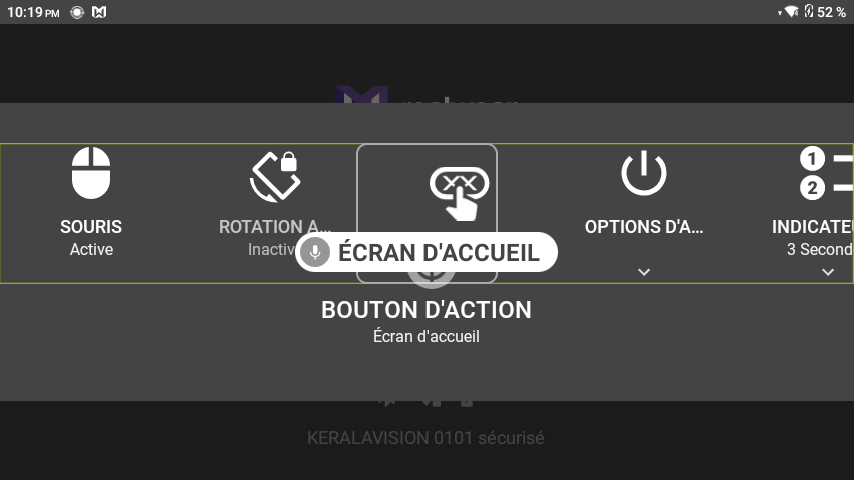 10:19 PM
52 %
SOURIS
Active
ROTATION A...
Inactiv
XX
OPTIONS D'A...
1
2
INDICATE
3 Second
ÉCRAN D'ACCUEIL
BOUTON D'ACTION
Écran d'accueil
KERALAVISION 0101 sécurisé